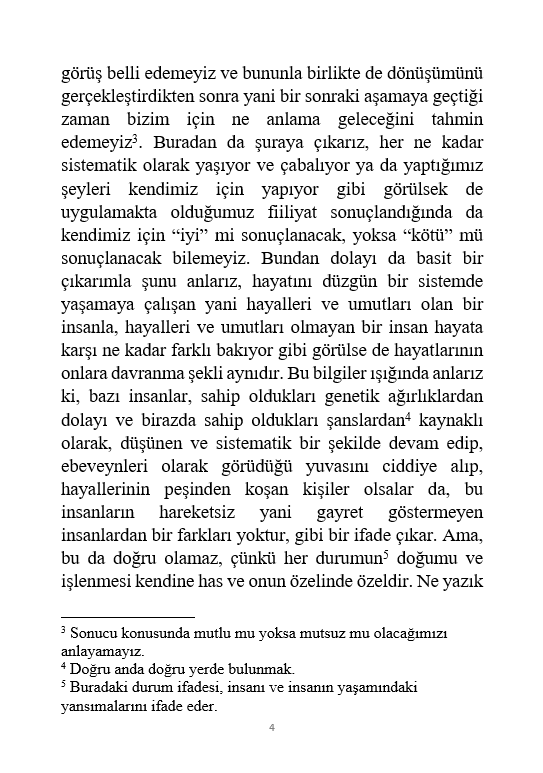 görüş belli edemeyiz ve bununla birlikte de dönüşümünü
gerçekleştirdikten sonra yani bir sonraki aşamaya geçtiği
zaman bizim için ne anlama geleceğini tahmin
edemeyiz³. Buradan da şuraya çıkarız, her ne kadar
sistematik olarak yaşıyor ve çabalıyor ya da yaptığımız
şeyleri kendimiz için yapıyor gibi görülsek de
uygulamakta olduğumuz fiiliyat sonuçlandığında da
kendimiz için “iyi” mi sonuçlanacak, yoksa “kötü” mü
sonuçlanacak bilemeyiz. Bundan dolayı da basit bir
çıkarımla şunu anlarız, hayatını düzgün bir sistemde
yaşamaya çalışan yani hayalleri ve umutları olan bir
insanla, hayalleri ve umutları olmayan bir insan hayata
karşı ne kadar farklı bakıyor gibi görülse de hayatlarının
onlara davranma şekli aynıdır. Bu bilgiler ışığında anlarız
ki, bazı insanlar, sahip oldukları genetik ağırlıklardan
dolayı ve birazda sahip oldukları şanslardan⁴ kaynaklı
olarak, düşünen ve sistematik bir şekilde devam edip,
ebeveynleri olarak görüdüğü yuvasını ciddiye alıp,
hayallerinin peşinden koşan kişiler olsalar da, bu
insanların hareketsiz yani gayret göstermeyen
insanlardan bir farkları yoktur, gibi bir ifade çıkar. Ama,
bu da doğru olamaz, çünkü her durumun⁵ doğumu ve
işlenmesi kendine has ve onun özelinde özeldir. Ne yazık
³ Sonucu konusunda mutlu mu yoksa mutsuz mu olacağımızı
anlayamayız.
⁴ Doğru anda doğru yerde bulunmak.
⁵ Buradaki durum ifadesi, insanı ve insanın yaşamındaki
yansımalarını ifade eder.
4